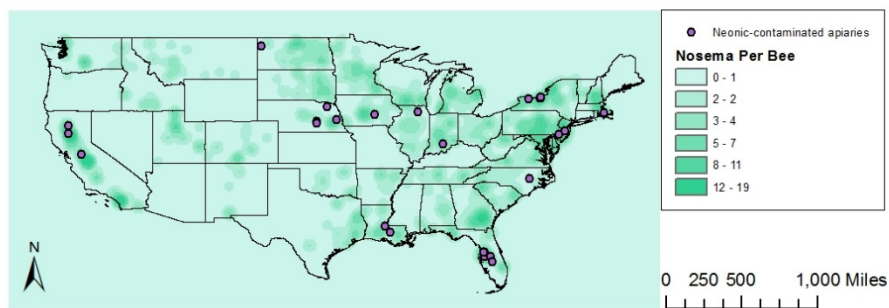 Neonic-contaminated apiaries
Nosema Per Bee
0 - 1
2 - 2
3 - 4
5 - 7
8 - 11
12 - 19
N
0 250 500 1,000 Miles